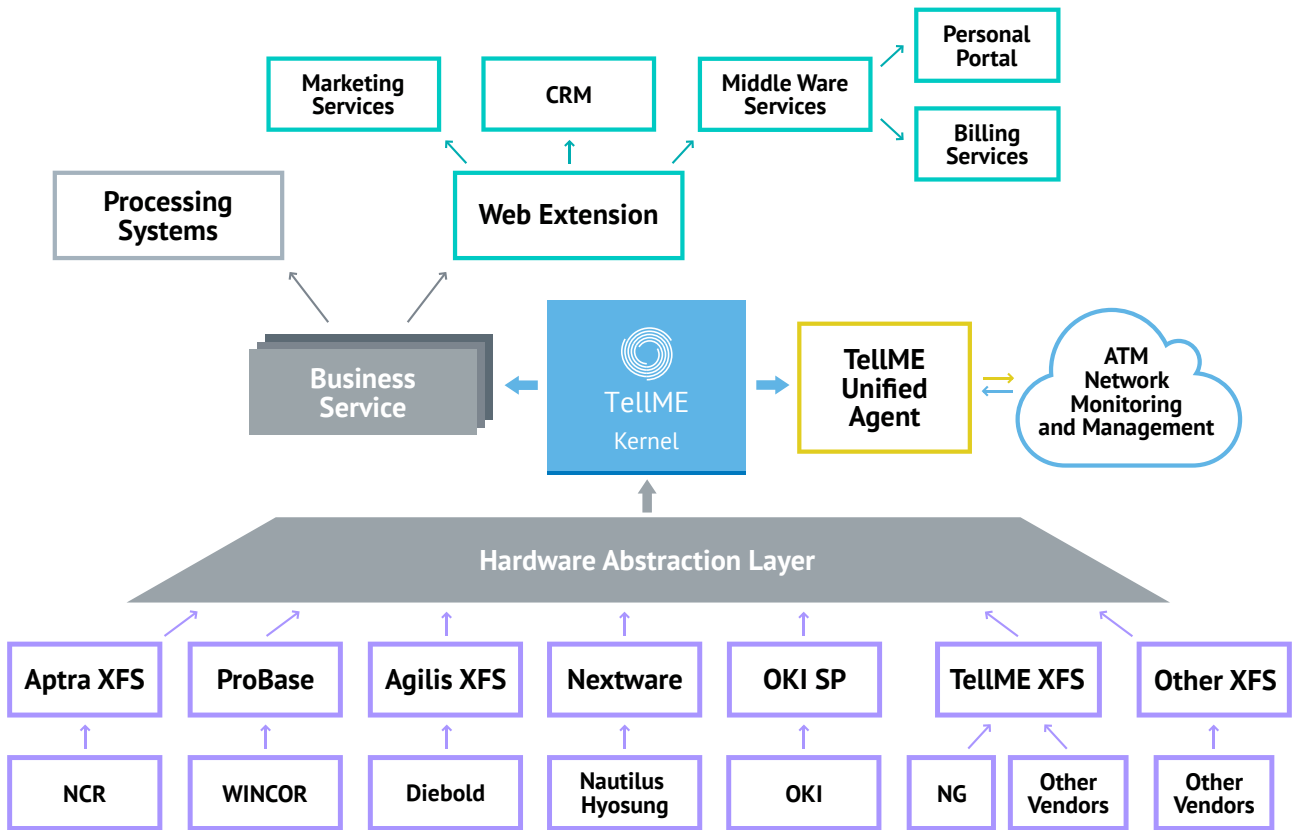 Personal
Portal
Marketing
Services
CRM
Middle Ware
Services
Billing
Services
Processing
Systems
Web Extension
Business
Service
TellME
Kernel
TellME
Unified
Agent
ATM
Network
Monitoring
and Management
Hardware Abstraction Layer
Aptra XFS
ProBase
Agilis XFS
Nextware
OKI SP
TellME XFS
Other XFS
NCR
WINCOR
Diebold
Nautilus
Hyosung
OKI
NG
Other
Vendors
Other
Vendors